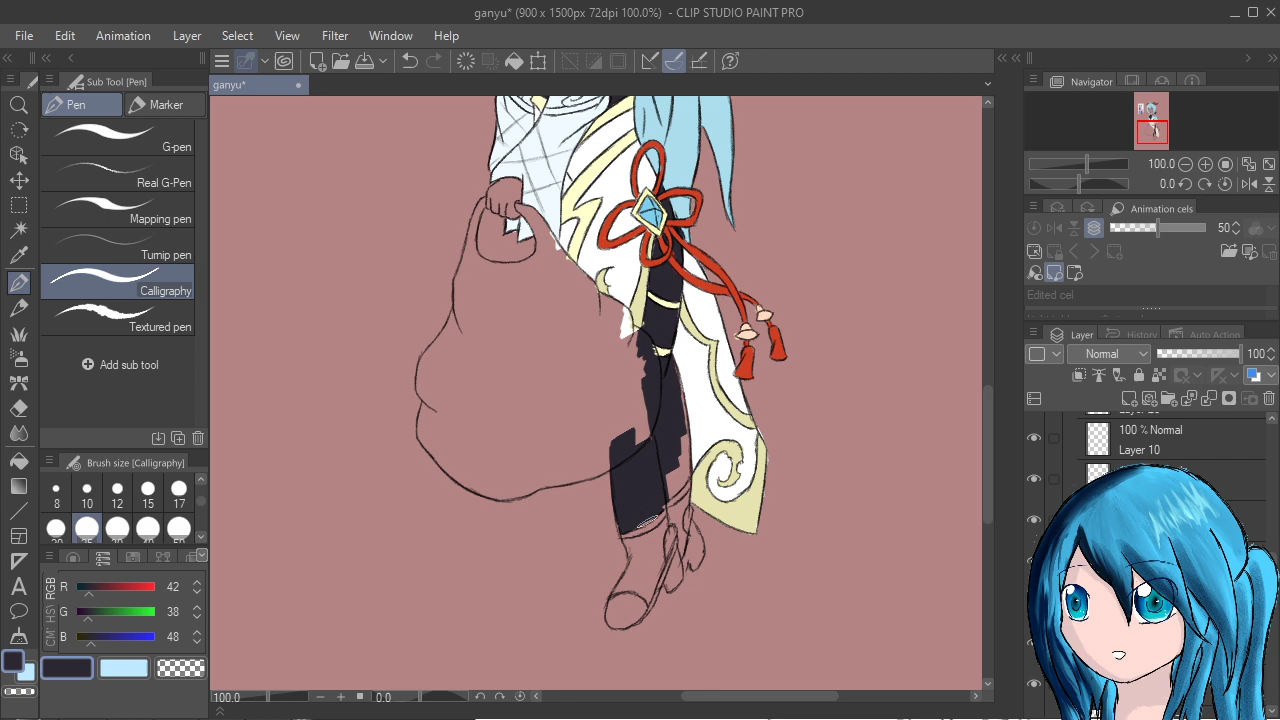 ganyu* (900 x 1500px 72dpi 100.0%)  - CLIP STUDIO PAINT PRO
File Edit Animation Layer Select View Filter Window Help
Sub Tool [Pen]
ganyu*
Navigator
Pen Marker
G-pen
Real G-Pen
Mapping pen
Turnip pen
Calligraphy
Textured pen
Add sub tool
100.0
0.0
Animation cels
50
Edited cel
Layer History Auto Action
Normal 100
100 % Normal
Layer 10
Brush size [Calligraphy]
8 10 12 15 17
RGB
R 42
G 38
B 48
100.0 0.0